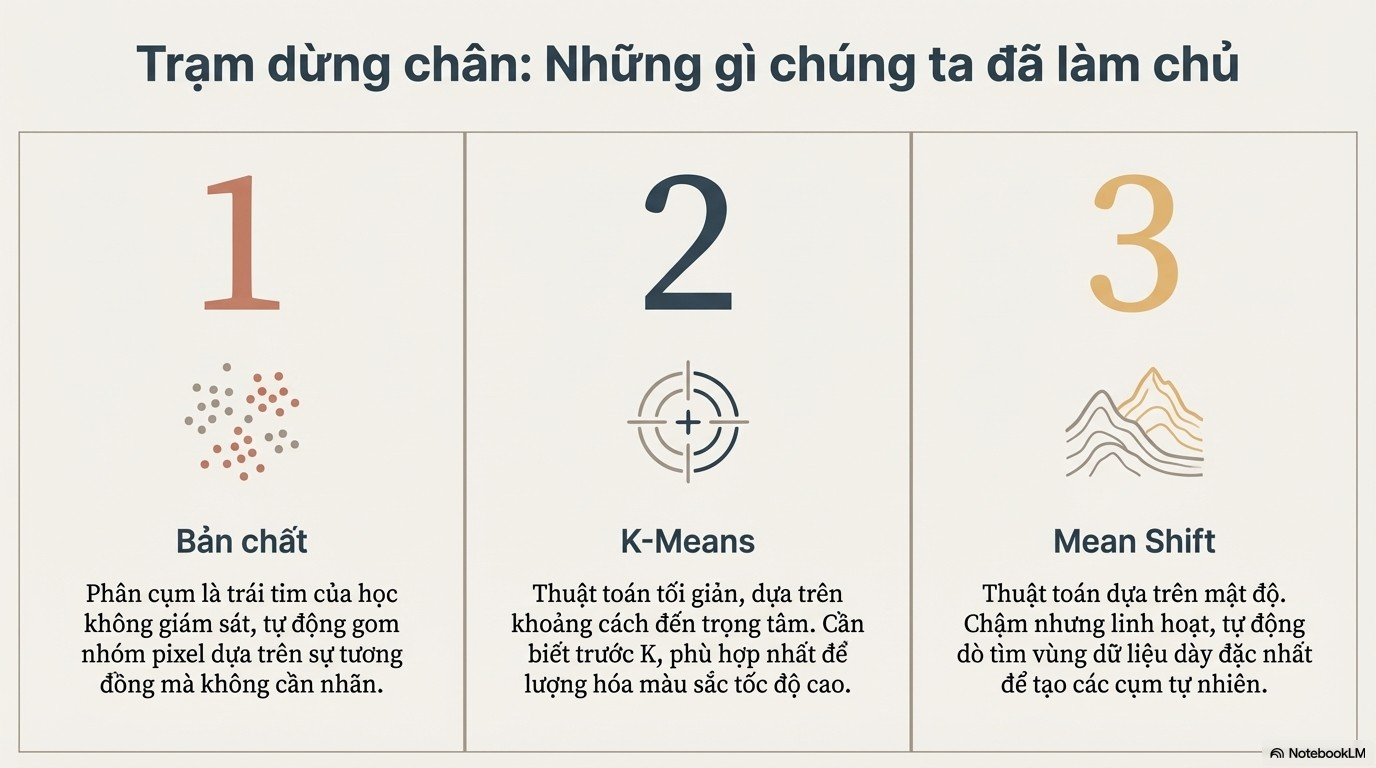 Trạm dừng chân: Những gì chúng ta đã làm chủ
1
Bản chất
Phân cụm là trái tim của học
không giám sát, tự động gom
nhóm pixel dựa trên sự tương
đồng mà không cần nhãn.
2
K-Means
Thuật toán tối giản, dựa trên
khoảng cách đến trọng tâm. Cần
biết trước K, phù hợp nhất để
lượng hóa màu sắc tốc độ cao.
3
Mean Shift
Thuật toán dựa trên mật độ.
Chậm nhưng linh hoạt, tự động
dò tìm vùng dữ liệu dày đặc nhất
để tạo các cụm tự nhiên.
NotebookLM